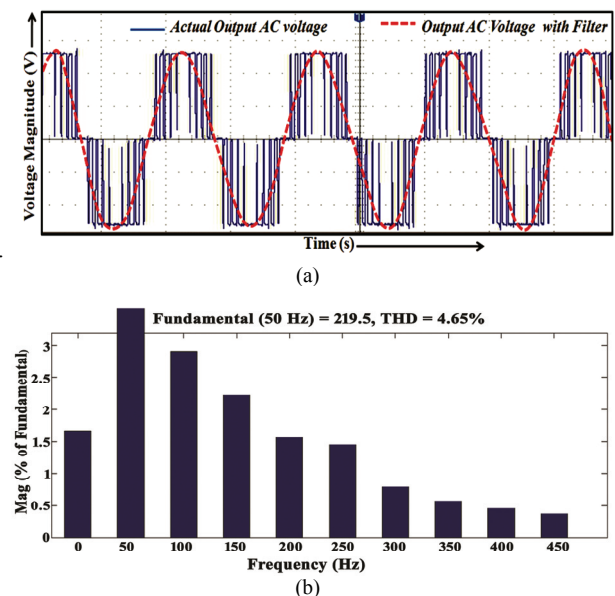 Actual Output AC voltage
Output AC Voltage with Filter
Voltage Magnitude (V)
Time (s)
(a)
Fundamental (50 Hz) = 219.5, THD = 4.65%
Mag (% of Fundamental)
3
2.5
2
1.5
1
0.5
0
0 50 100 150 200 250 300 350 400 450
Frequency (Hz)
(b)